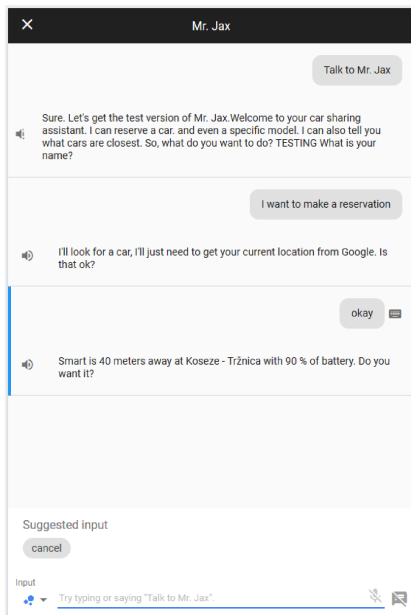 Mr. Jax
Talk to Mr. Jax
Sure. Let's get the test version of Mr. Jax.Welcome to your car sharing
assistant. I can reserve a car. and even a specific model. I can also tell you
what cars are closest. So, what do you want to do? TESTING What is your
name?
I want to make a reservation
I'll look for a car, I'll just need to get your current location from Google. Is
that ok?
okay
Smart is 40 meters away at Koseze - Tržnica with 90 % of battery. Do you
want it?
Suggested input
cancel
Input
Try typing or saying "Talk to Mr. Jax".